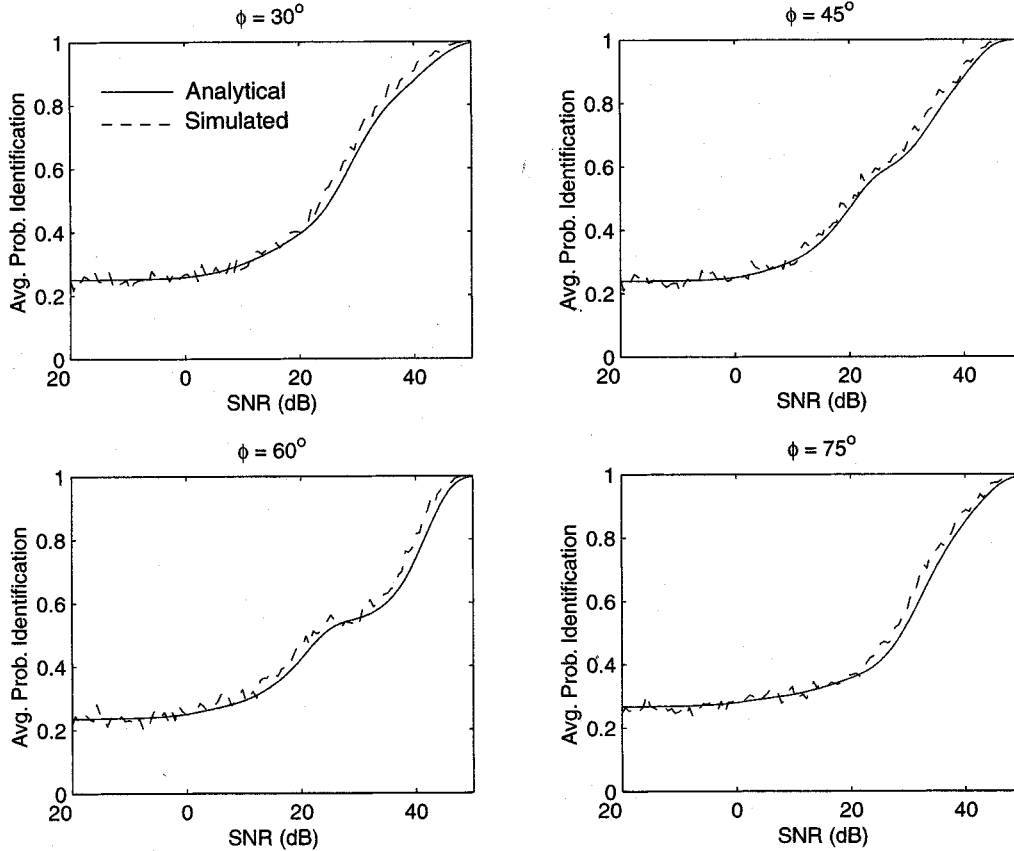 ϕ = 30°
Avg. Prob. Identification
1
0.8
0.6
0.4
0.2
0
Analytical
Simulated
20 0 20 40
SNR (dB)
ϕ = 45°
Avg. Prob. Identification
1
0.8
0.6
0.4
0.2
0
20 0 20 40
SNR (dB)
ϕ = 60°
Avg. Prob. Identification
1
0.8
0.6
0.4
0.2
0
20 0 20 40
SNR (dB)
ϕ = 75°
Avg. Prob. Identification
1
0.8
0.6
0.4
0.2
0
20 0 20 40
SNR (dB)